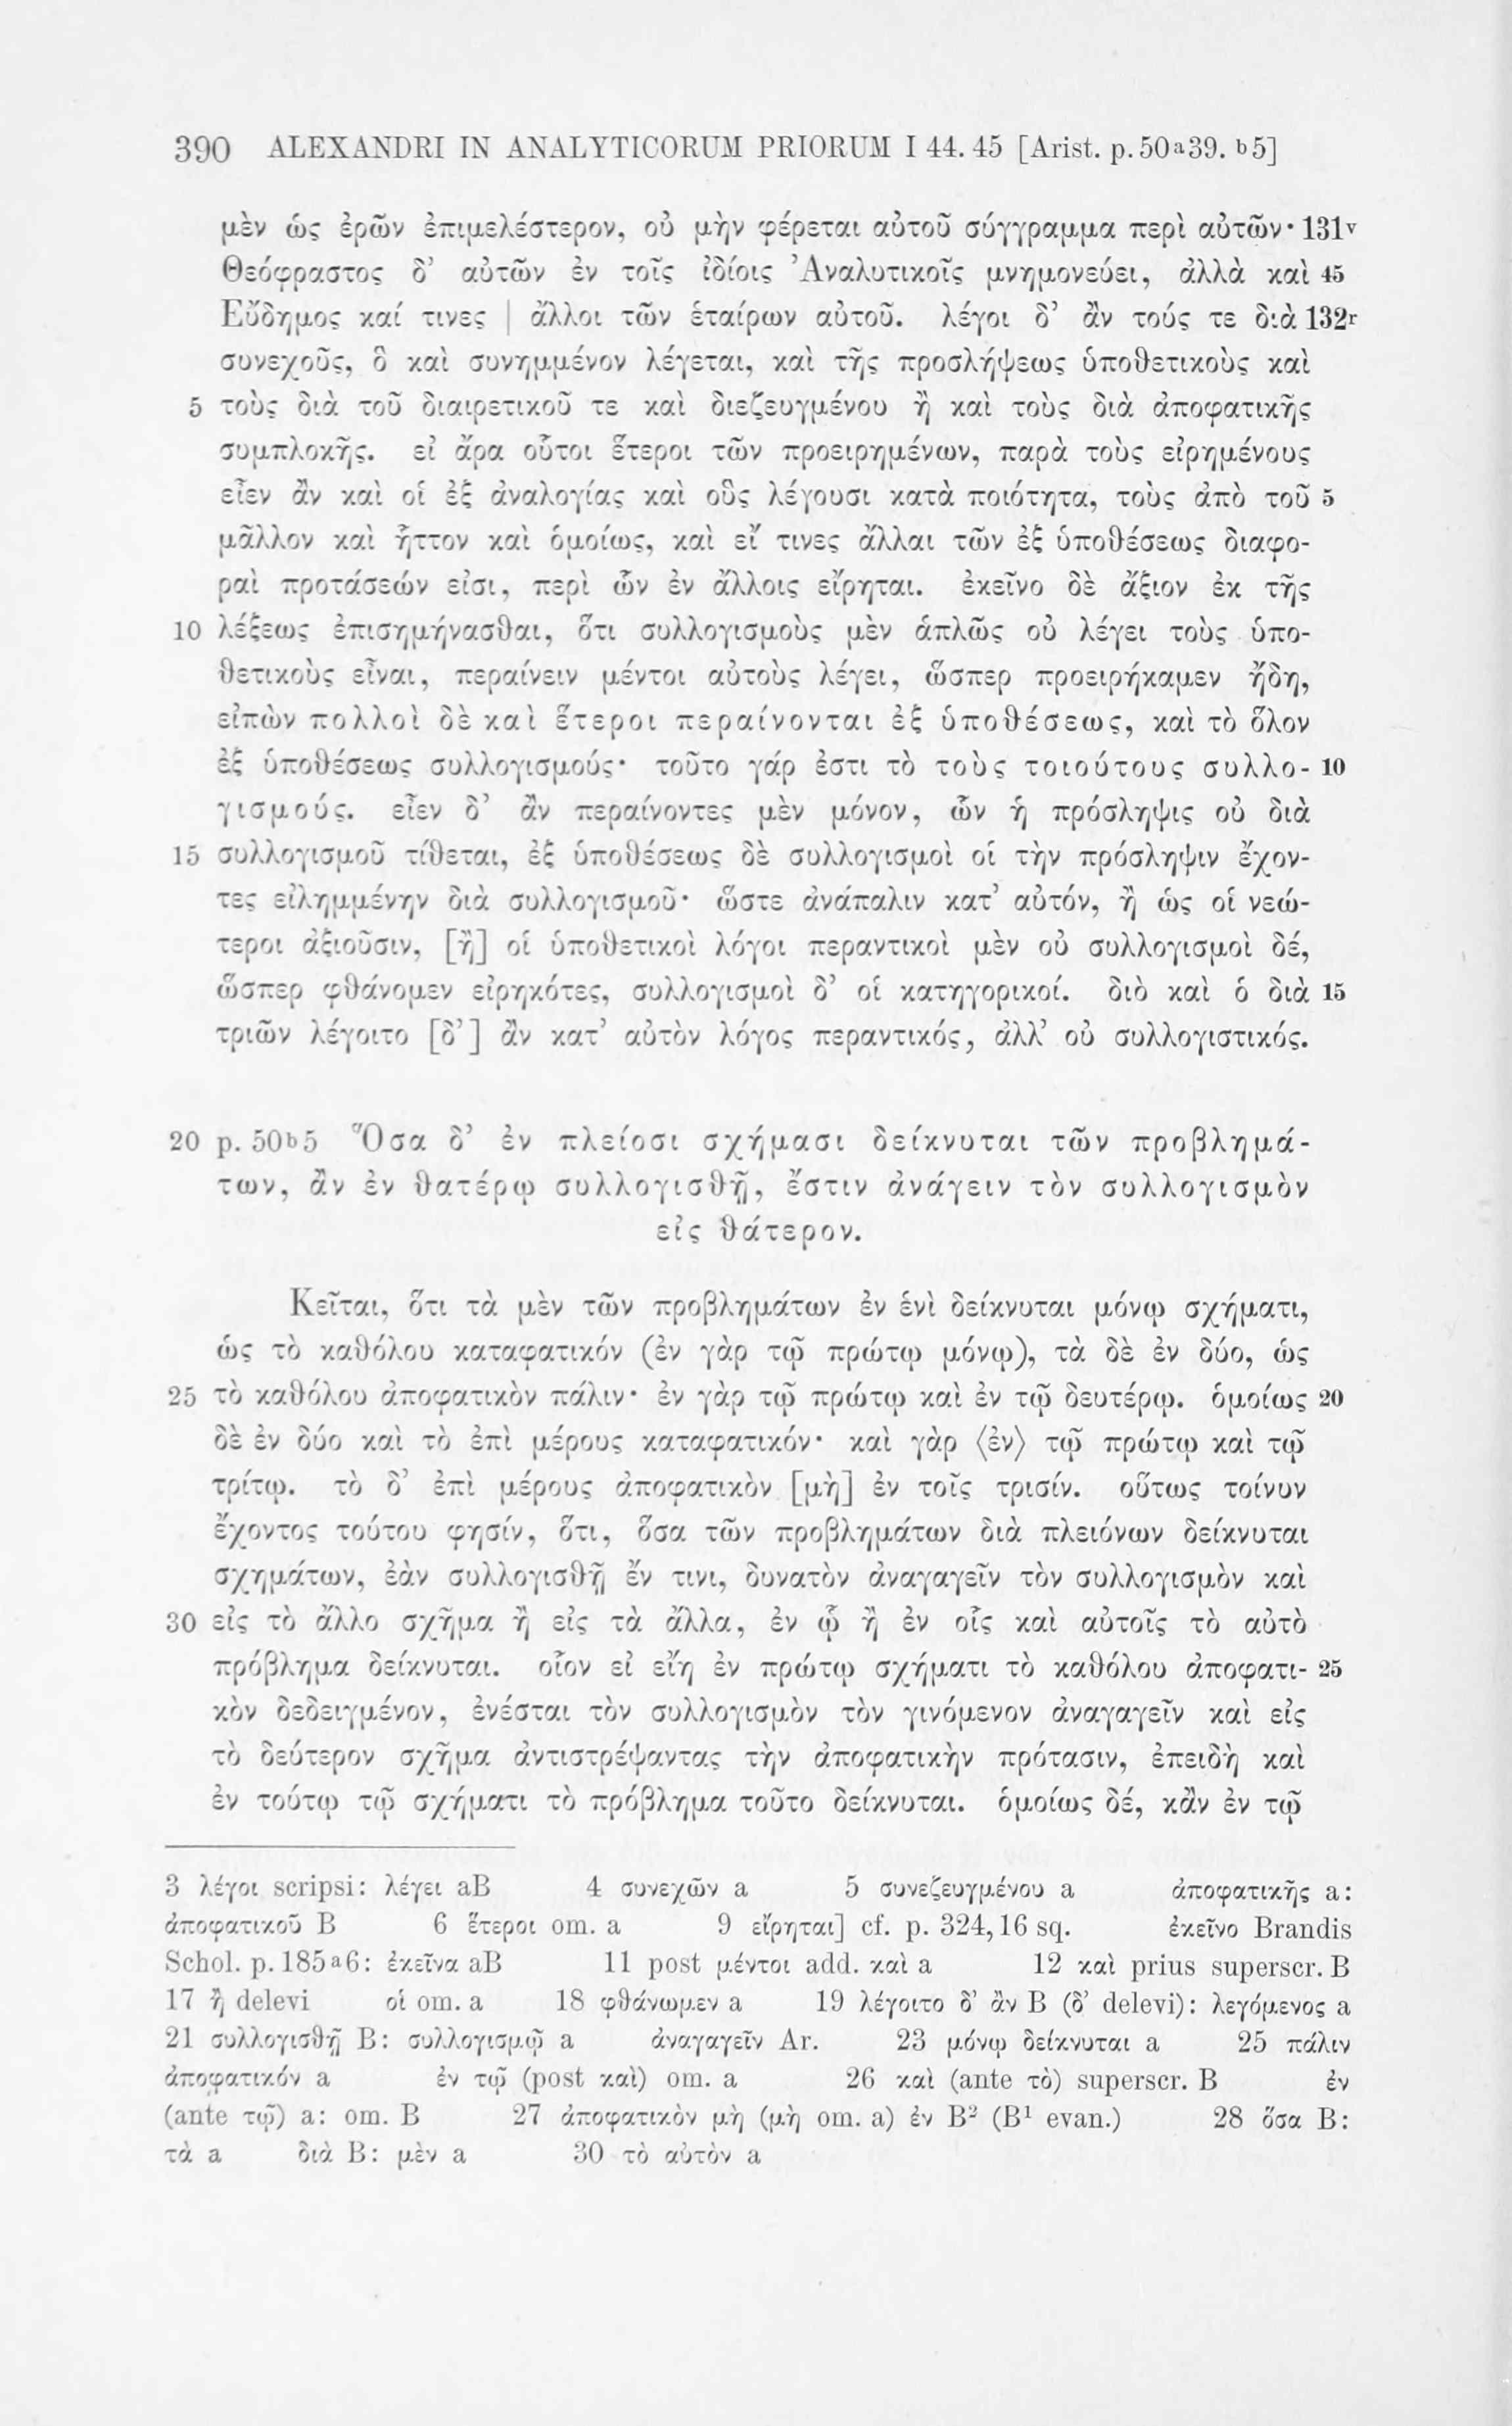 390 ALEXANDRI IN ANALYTICORUM PRIORUM I 44. 45 [Arist. p. 50ᵃ39. ᵇ5]
μὲν ὡς ἐρῶν ἐπιμελέστερον, οὐ μὴν φέρεται αὐτοῦ σύγγραμμα περὶ αὐτῶν· 131ᵛ
Θεόφραστος δ’ αὐτῶν ἐν τοῖς ἰδίοις Ἀναλυτικοῖς μνημονεύει, ἀλλὰ καὶ 45
Εὔδημος καί τινες | ἄλλοι τῶν ἑταίρων αὐτοῦ. λέγοι δ’ ἂν τούς τε διὰ 132ʳ
συνεχοῦς, ὃ καὶ συνημμένον λέγεται, καὶ τῆς προσλήψεως ὑποθετικοὺς καὶ
5 τοὺς διὰ τοῦ διαιρετικοῦ τε καὶ διεζευγμένου ἢ καὶ τοὺς διὰ ἀποφατικῆς
συμπλοκῆς. εἰ ἄρα οὗτοι ἕτεροι τῶν προειρημένων, παρὰ τοὺς εἰρημένους
εἶεν ἂν καὶ οἱ ἐξ ἀναλογίας καὶ οὓς λέγουσι κατὰ ποιότητα, τοὺς ἀπὸ τοῦ 5
μᾶλλον καὶ ἧττον καὶ ὁμοίως, καὶ εἴ τινες ἄλλαι τῶν ἐξ ὑποθέσεως διαφο-
ραὶ προτάσεών εἰσι, περὶ ὧν ἐν ἄλλοις εἴρηται. ἐκεῖνο δὲ ἄξιον ἐκ τῆς
10 λέξεως ἐπισημήνασθαι, ὅτι συλλογισμοὺς μὲν ἁπλῶς οὐ λέγει τοὺς ὑπο-
θετικοὺς εἶναι, περαίνειν μέντοι αὐτοὺς λέγει, ὥσπερ προειρήκαμεν ἤδη,
εἰπὼν πολλοὶ δὲ καὶ ἕτεροι περαίνονται ἐξ ὑποθέσεως, καὶ τὸ ὅλον
ἐξ ὑποθέσεως συλλογισμούς· τοῦτο γάρ ἐστι τὸ τοὺς τοιούτους συλλο- 10
γισμούς. εἶεν δ’ ἂν περαίνοντες μὲν μόνον, ὧν ἡ πρόσληψις οὐ διὰ
15 συλλογισμοῦ τίθεται, ἐξ ὑποθέσεως δὲ συλλογισμοὶ οἱ τὴν πρόσληψιν ἔχον-
τες εἰλημμένην διὰ συλλογισμοῦ· ὥστε ἀνάπαλιν κατ’ αὐτόν, ἢ ὡς οἱ νεώ-
τεροι ἀξιοῦσιν, [ἢ] οἱ ὑποθετικοὶ λόγοι περαντικοὶ μὲν οὐ συλλογισμοὶ δέ,
ὥσπερ φθάνομεν εἰρηκότες, συλλογισμοὶ δ’ οἱ κατηγορικοί. διὸ καὶ ὁ διὰ 15
τριῶν λέγοιτο [δ’] ἂν κατ’ αὐτὸν λόγος περαντικός, ἀλλ’ οὐ συλλογιστικός.
20 p. 50ᵇ5 Ὅσα δ’ ἐν πλείοσι σχήμασι δείκνυται τῶν προβλημά-
των, ἂν ἐν θατέρῳ συλλογισθῇ, ἔστιν ἀνάγειν τὸν συλλογισμὸν
εἰς θάτερον.
Κεῖται, ὅτι τὰ μὲν τῶν προβλημάτων ἐν ἑνὶ δείκνυται μόνῳ σχήματι,
ὡς τὸ καθόλου καταφατικόν (ἐν γὰρ τῷ πρώτῳ μόνῳ), τὰ δὲ ἐν δύο, ὡς
25 τὸ καθόλου ἀποφατικὸν πάλιν· ἐν γὰρ τῷ πρώτῳ καὶ ἐν τῷ δευτέρῳ. ὁμοίως 20
δὲ ἐν δύο καὶ τὸ ἐπὶ μέρους καταφατικόν· καὶ γὰρ ⟨ἐν⟩ τῷ πρώτῳ καὶ τῷ
τρίτῳ. τὸ δ’ ἐπὶ μέρους ἀποφατικὸν [μὴ] ἐν τοῖς τρισίν. οὕτως τοίνυν
ἔχοντος τούτου φησίν, ὅτι, ὅσα τῶν προβλημάτων διὰ πλειόνων δείκνυται
σχημάτων, ἐὰν συλλογισθῇ ἔν τινι, δυνατὸν ἀναγαγεῖν τὸν συλλογισμὸν καὶ
30 εἰς τὸ ἄλλο σχῆμα ἢ εἰς τὰ ἄλλα, ἐν ᾧ ἢ ἐν οἷς καὶ αὐτοῖς τὸ αὐτὸ
πρόβλημα δείκνυται. οἷον εἰ εἴη ἐν πρώτῳ σχήματι τὸ καθόλου ἀποφατι- 25
κὸν δεδειγμένον, ἐνέσται τὸν συλλογισμὸν τὸν γινόμενον ἀναγαγεῖν καὶ εἰς
τὸ δεύτερον σχῆμα ἀντιστρέψαντας τὴν ἀποφατικὴν πρότασιν, ἐπειδὴ καὶ
ἐν τούτῳ τῷ σχήματι τὸ πρόβλημα τοῦτο δείκνυται. ὁμοίως δέ, κἂν ἐν τῷ
3 λέγοι scripsi: λέγει aB 4 συνεχῶν a 5 συνεζευγμένου a ἀποφατικῆς a:
ἀποφατικοῦ B 6 ἕτεροι om. a 9 εἴρηται] cf. p. 324,16 sq. ἐκεῖνο Brandis
Schol. p. 185ᵃ6: ἐκεῖνα aB 11 post μέντοι add. καὶ a 12 καὶ prius superscr. B
17 ἢ delevi οἱ om. a 18 φθάνωμεν a 19 λέγοιτο δ’ ἂν B (δ’ delevi): λεγόμενος a
21 συλλογισθῇ B: συλλογισμῷ a ἀναγαγεῖν Ar. 23 μόνῳ δείκνυται a 25 πάλιν
ἀποφατικόν a ἐν τῷ (post καὶ) om. a 26 καὶ (ante τὸ) superscr. B ἐν
(ante τῷ) a: om. B 27 ἀποφατικὸν μὴ (μὴ om. a) ἐν B² (B¹ evan.) 28 ὅσα B:
τὰ a διὰ B: μὲν a 30 τὸ αὐτὸν a